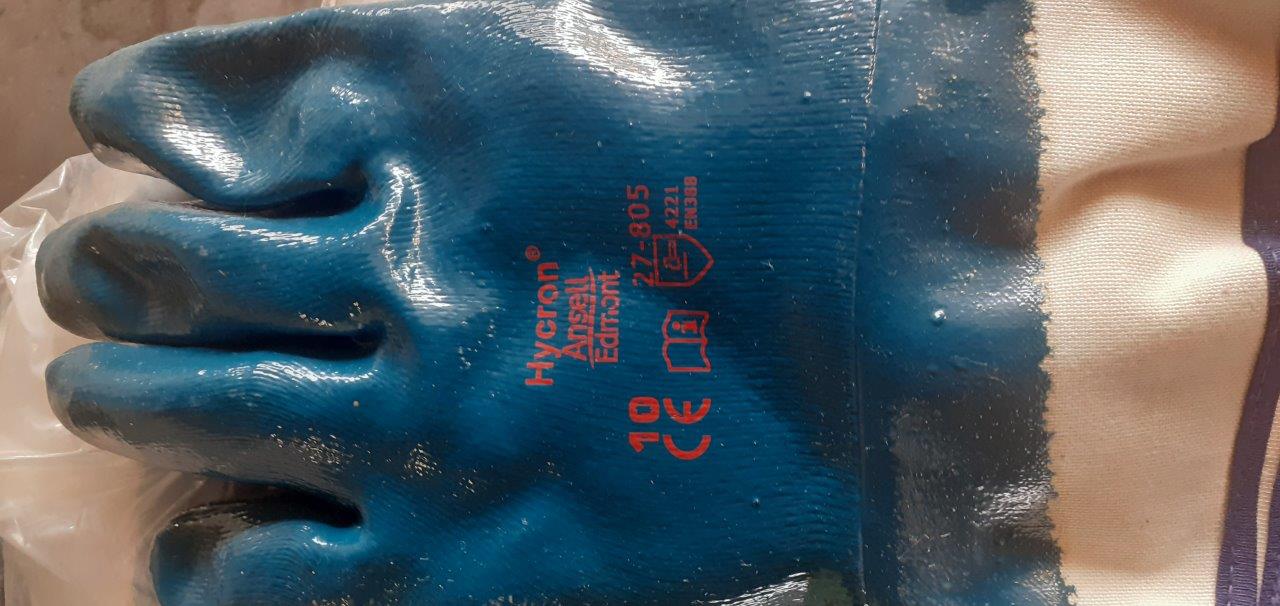 Hycron®
Ansell
Edmont
10 27-805
CE i 4221
EN388